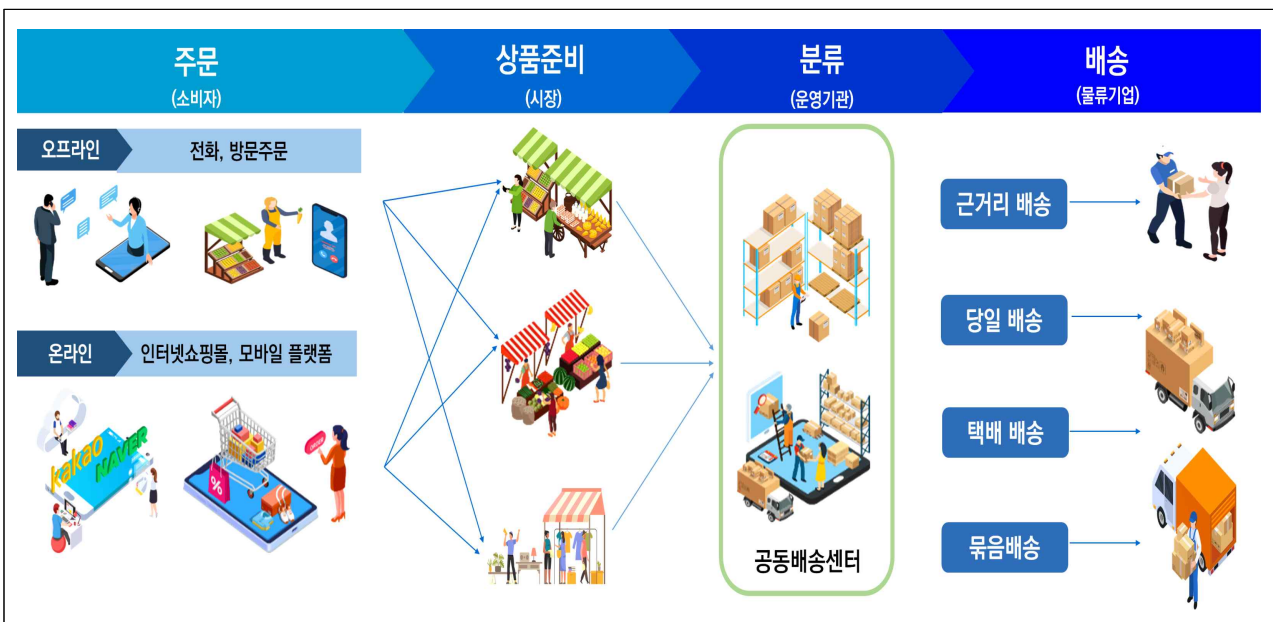 주문
(소비자)
상품준비
(시장)
분류
(운영기관)
배송
(물류기업)
오프라인
전화, 방문주문
온라인
인터넷쇼핑몰, 모바일 플랫폼
kakao
NAVER
%
공동배송센터
근거리 배송
당일 배송
택배 배송
묶음배송